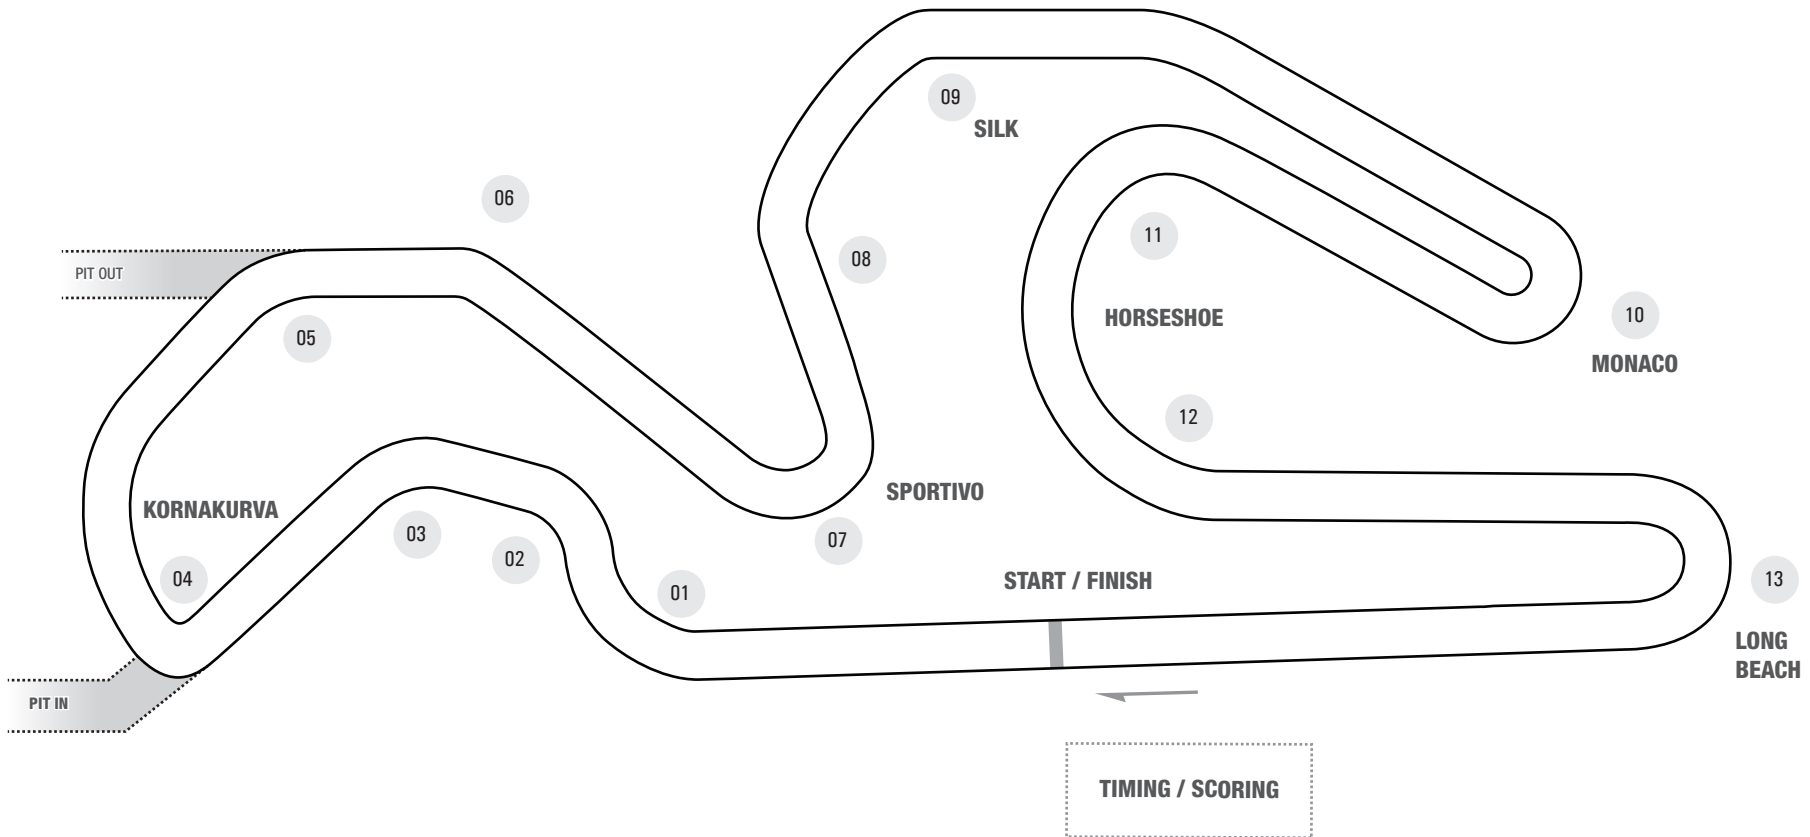 09
SILK
06
11
08
PIT OUT
10
HORSESHOE
05
MONACO
12
SPORTIVO
KORNAKURVA
03
07
02
04
START / FINISH
13
01
LONG
BEACH
PIT IN
TIMING / SCORING